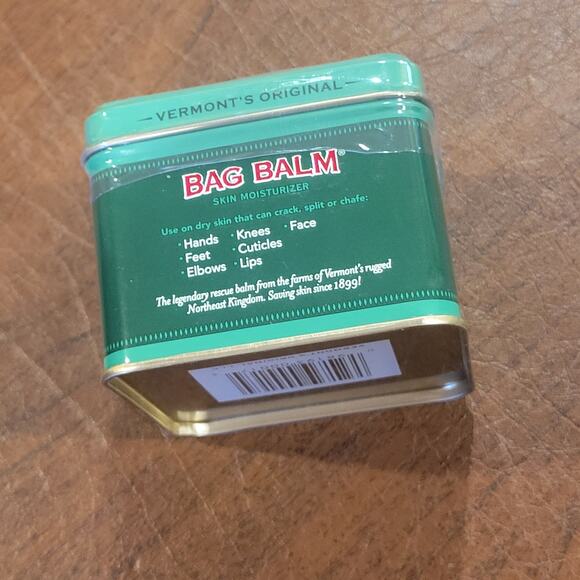 VERMONT'S ORIGINAL
BAG BALM®
SKIN MOISTURIZER
Use on dry skin that can crack, split or chafe:
· Hands · Knees · Face
· Feet · Cuticles
· Elbows · Lips
The legendary rescue balm from the farms of Vermont's rugged
Northeast Kingdom. Saving skin since 1899!